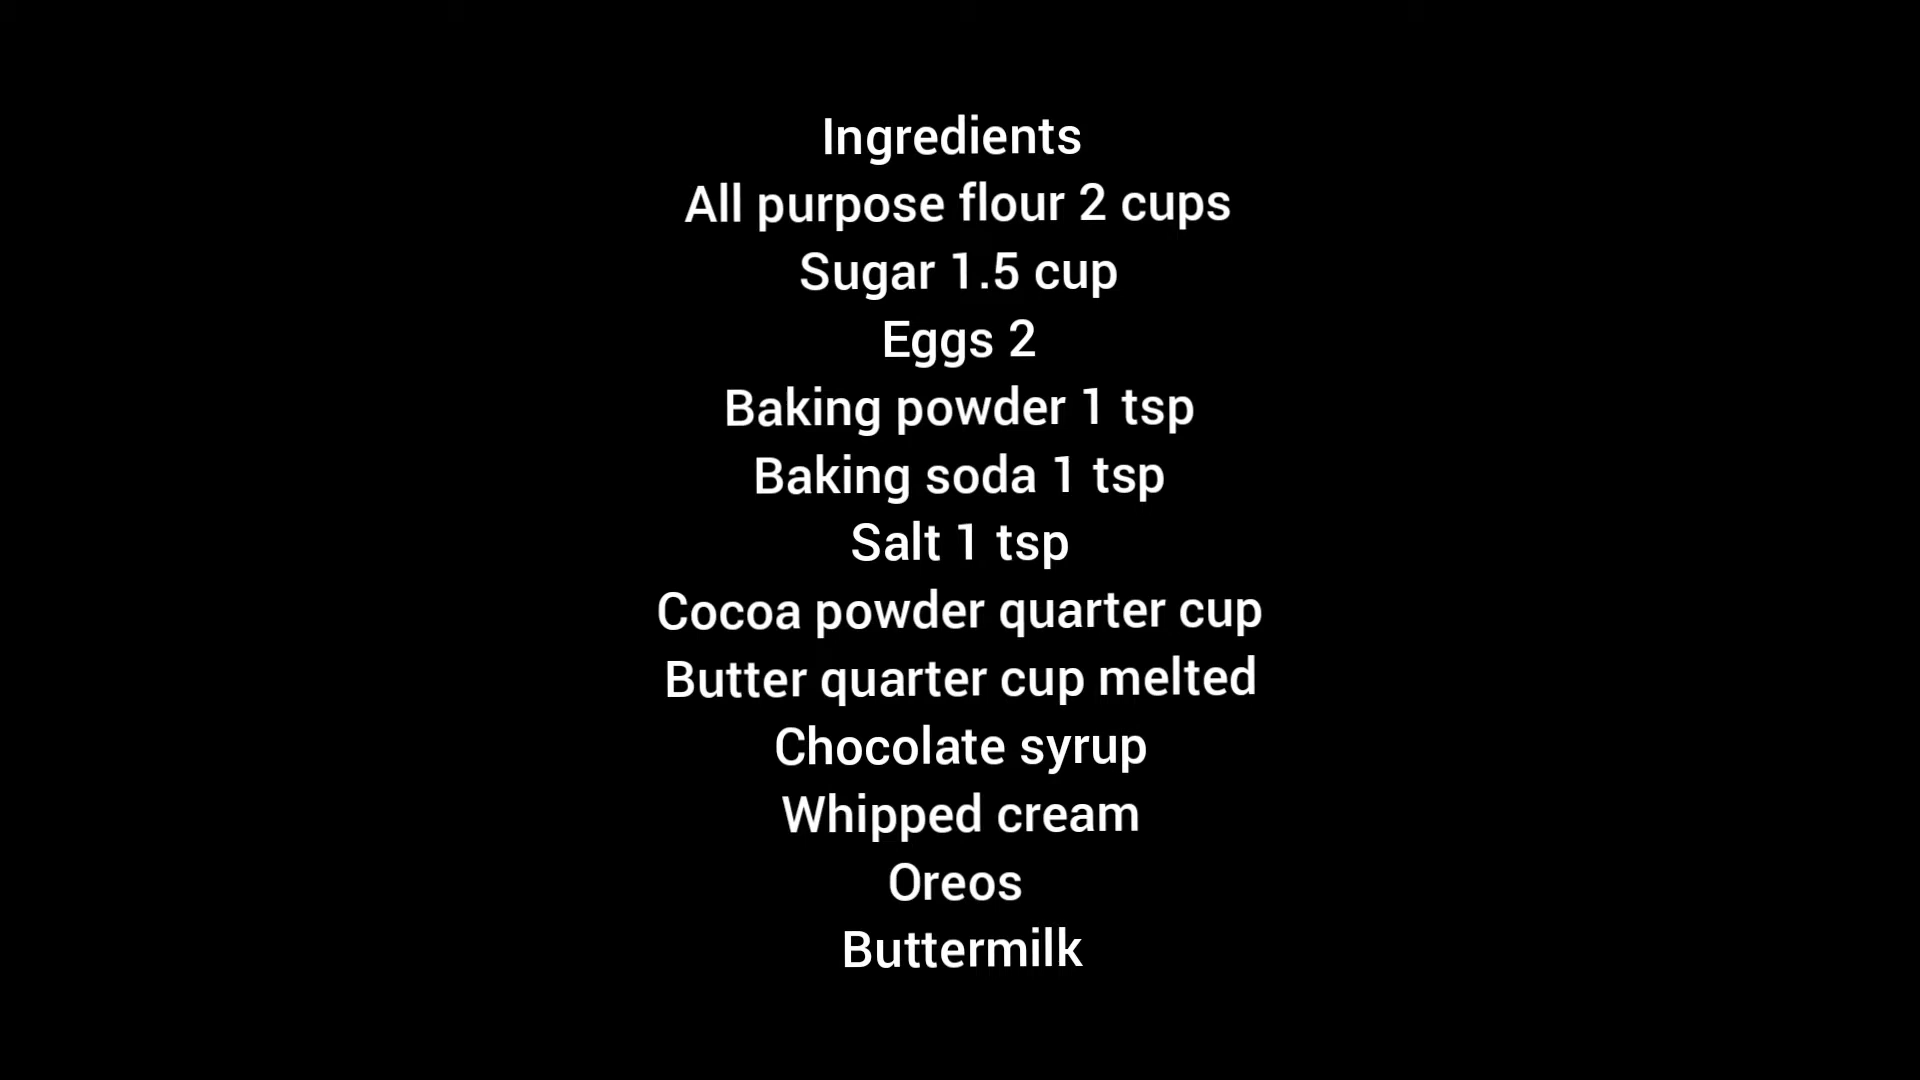 Ingredients
All purpose flour 2 cups
Sugar 1.5 cup
Eggs 2
Baking powder 1 tsp
Baking soda 1 tsp
Salt 1 tsp
Cocoa powder quarter cup
Butter quarter cup melted
Chocolate syrup
Whipped cream
Oreos
Buttermilk